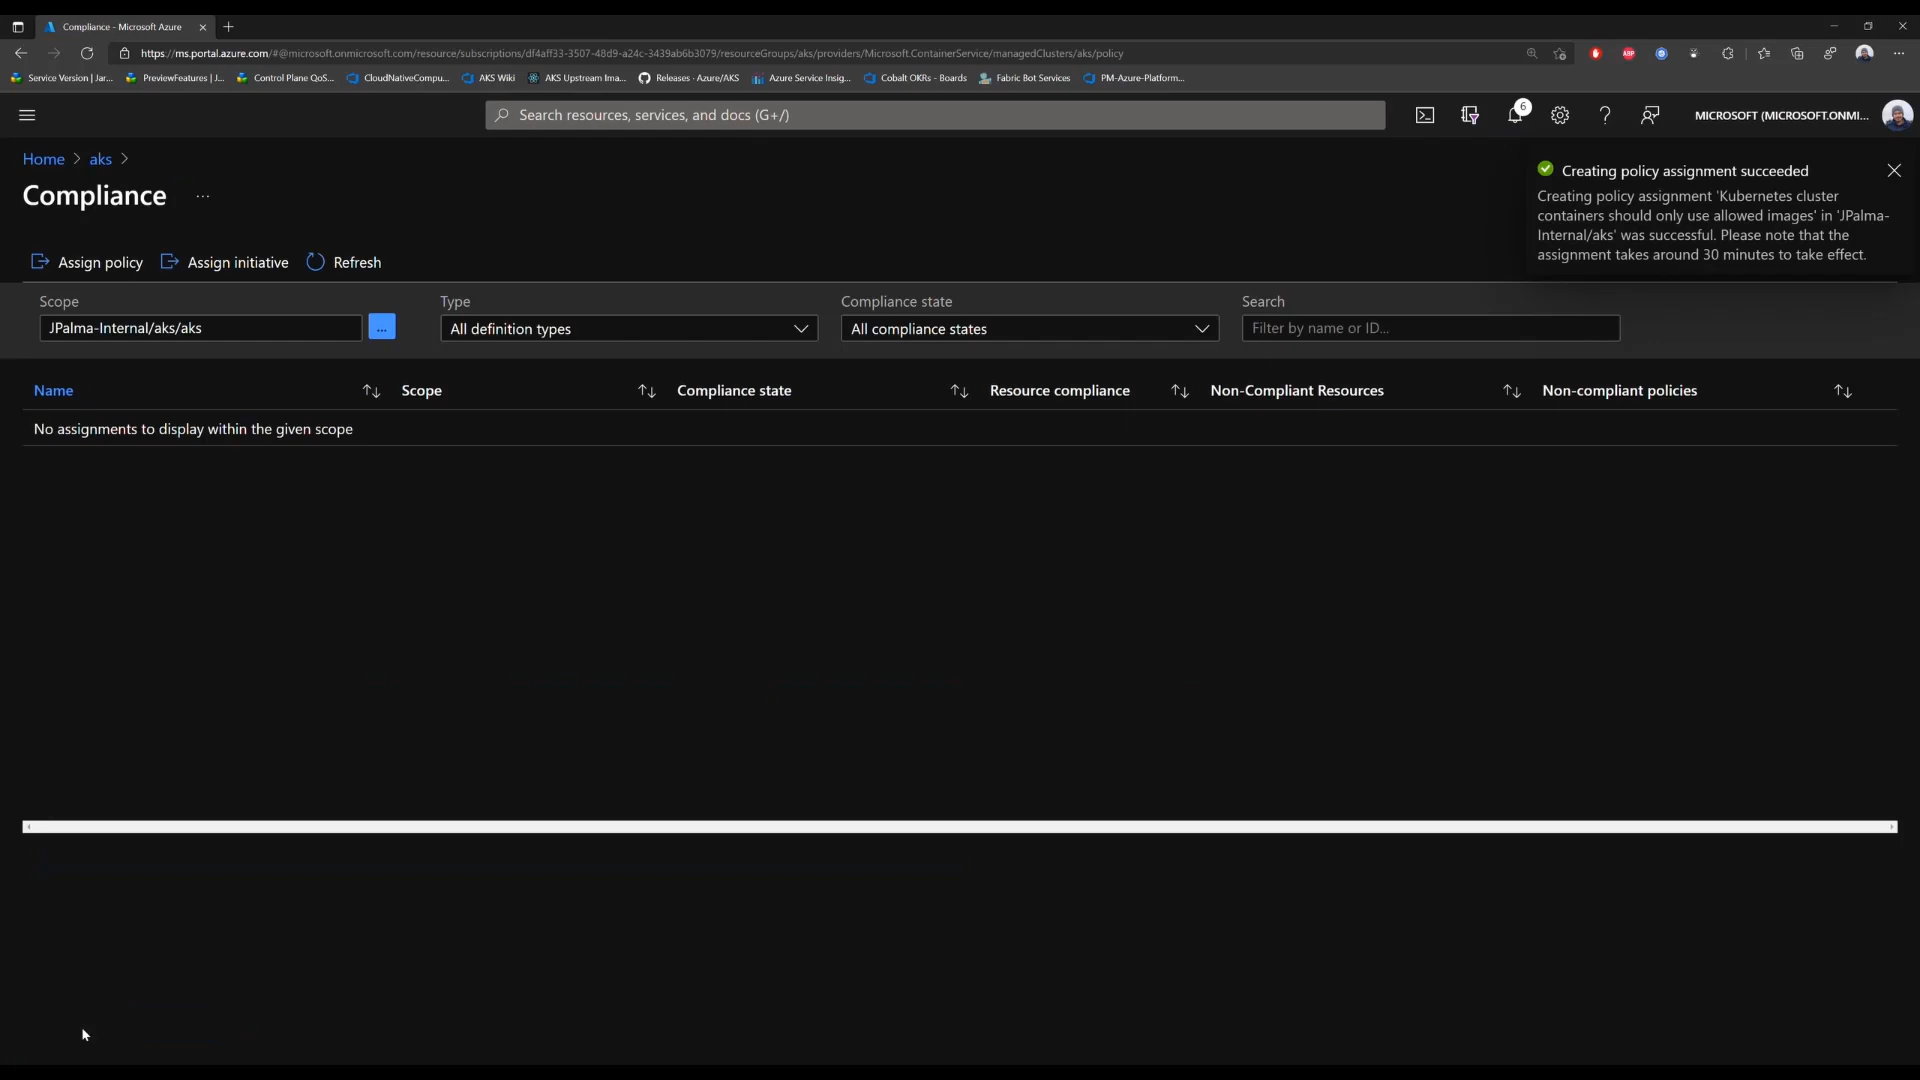 Compliance - Microsoft Azure
https://ms.portal.azure.com/#@microsoft.onmicrosoft.com/resource/subscriptions/df4aff33-3507-48d9-a24c-3439ab6b3079/resourceGroups/aks/providers/Microsoft.ContainerService/managedClusters/aks/policy
ABP
Service Version | Jar... PreviewFeatures | J... Control Plane QoS... CloudNativeCompu... AKS Wiki AKS Upstream Ima... Releases · Azure/AKS Azure Service Insig... Cobalt OKRs - Boards Fabric Bot Services PM-Azure-Platform...
Search resources, services, and docs (G+/)
6
MICROSOFT (MICROSOFT.ONMI...
Home > aks >
Compliance ...
Creating policy assignment succeeded
Creating policy assignment 'Kubernetes cluster
containers should only use allowed images' in 'JPalma-
Internal/aks' was successful. Please note that the
assignment takes around 30 minutes to take effect.
Assign policy Assign initiative Refresh
Scope Type Compliance state Search
JPalma-Internal/aks/aks ... All definition types All compliance states Filter by name or ID...
Name Scope Compliance state Resource compliance Non-Compliant Resources Non-compliant policies
No assignments to display within the given scope